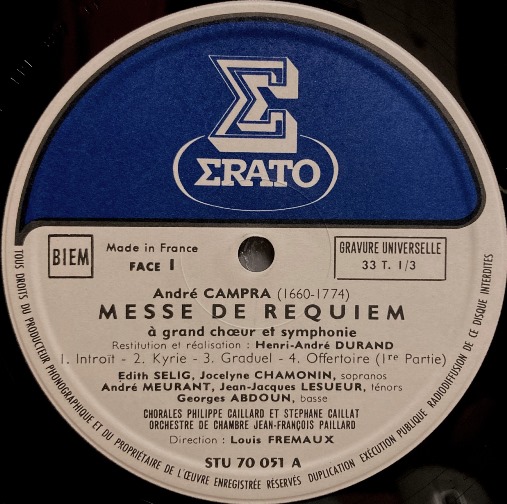 Σ
ΣRATO
BIEM
Made in France
FACE 1
GRAVURE UNIVERSELLE
33 T. 1/3
André CAMPRA (1660-1774)
MESSE DE REQUIEM
à grand chœur et symphonie
Restitution et réalisation : Henri-André DURAND
1. Introït - 2. Kyrie - 3. Graduel - 4. Offertoire (1re Partie)
Edith SELIG, Jocelyne CHAMONIN, sopranos
André MEURANT, Jean-Jacques LESUEUR, ténors
Georges ABDOUN, basse
CHORALES PHILIPPE CAILLARD ET STEPHANE CAILLAT
ORCHESTRE DE CHAMBRE JEAN-FRANÇOIS PAILLARD
Direction : Louis FREMAUX
STU 70 051 A
TOUS DROITS DU PRODUCTEUR PHONOGRAPHIQUE ET DU PROPRIÉTAIRE DE L'ŒUVRE ENREGISTRÉE RÉSERVÉS DUPLICATION EXÉCUTION PUBLIQUE RADIODIFFUSION DE CE DISQUE INTERDITES